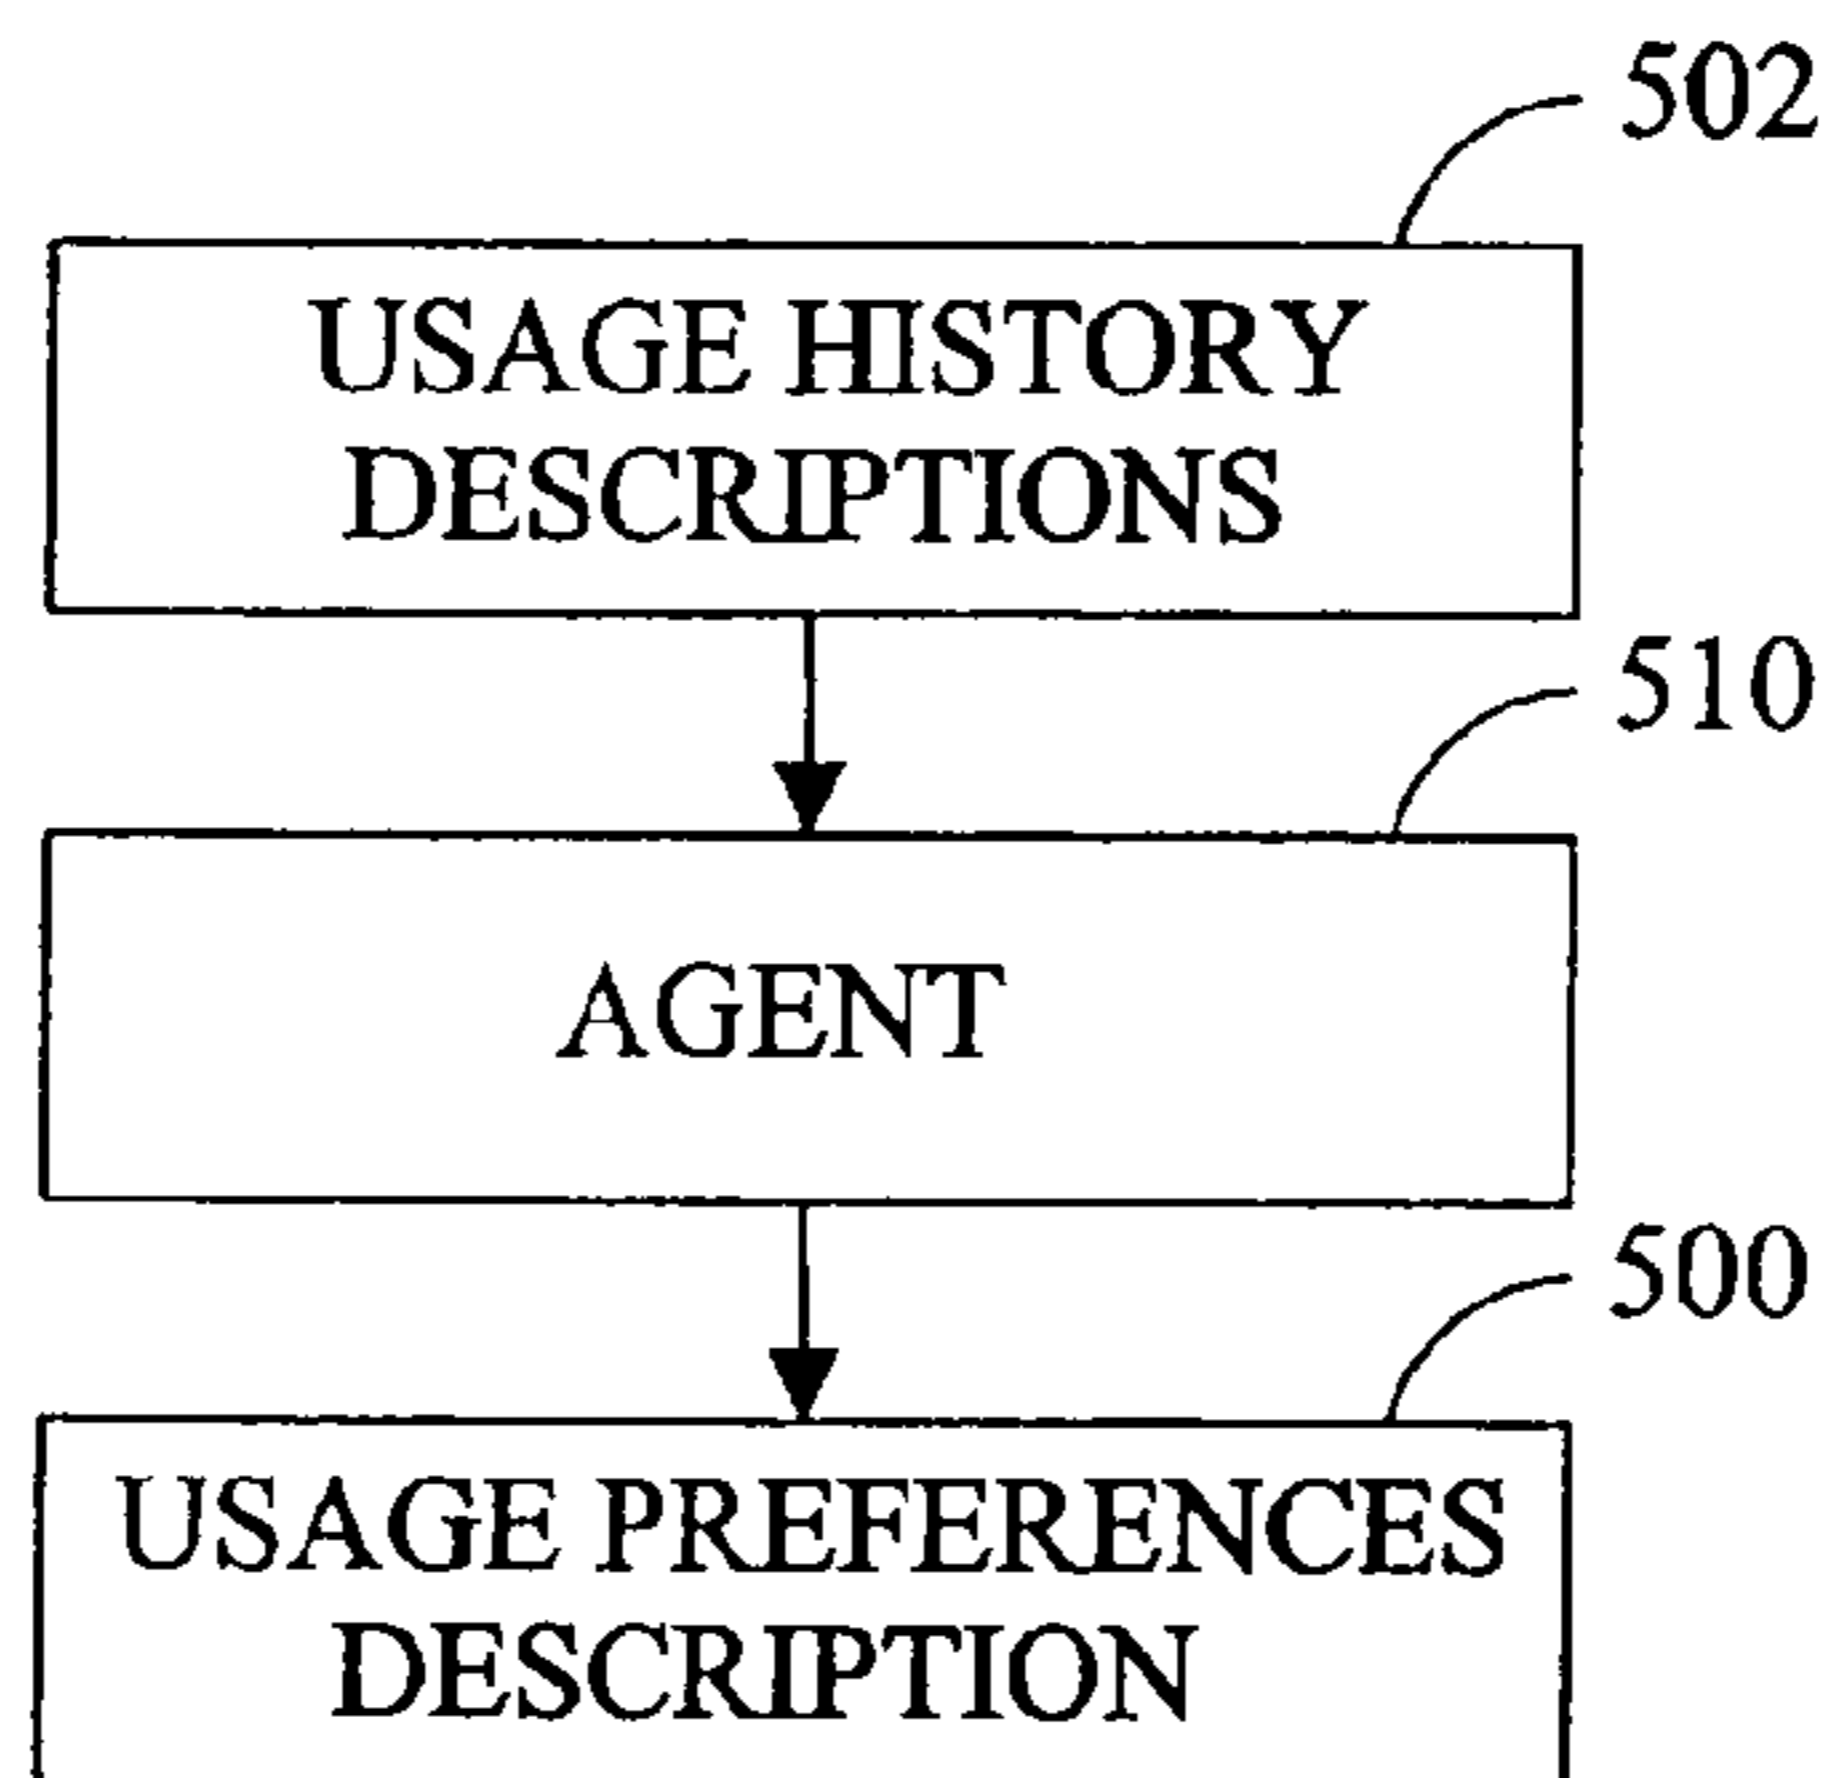 502
USAGE HISTORY
DESCRIPTIONS
510
AGENT
500
USAGE PREFERENCES
DESCRIPTION